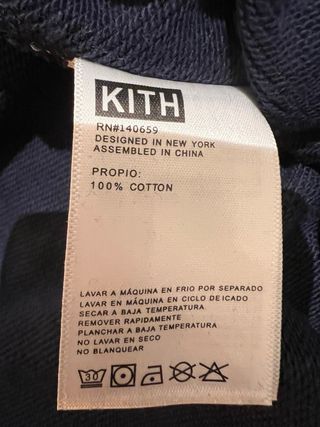 KITH
RN#140659
DESIGNED IN NEW YORK
ASSEMBLED IN CHINA
PROPIO:
100% COTTON
LAVAR A MÁQUINA EN FRIO POR SEPARADO
LAVAR EN MÁQUINA EN CICLO DEICADO
SECAR A BAJA TEMPERATURA
REMOVER RAPIDAMENTE
PLANCHAR A BAJA TEMPERATURA
NO LAVAR EN SECO
NO BLANQUEAR
30